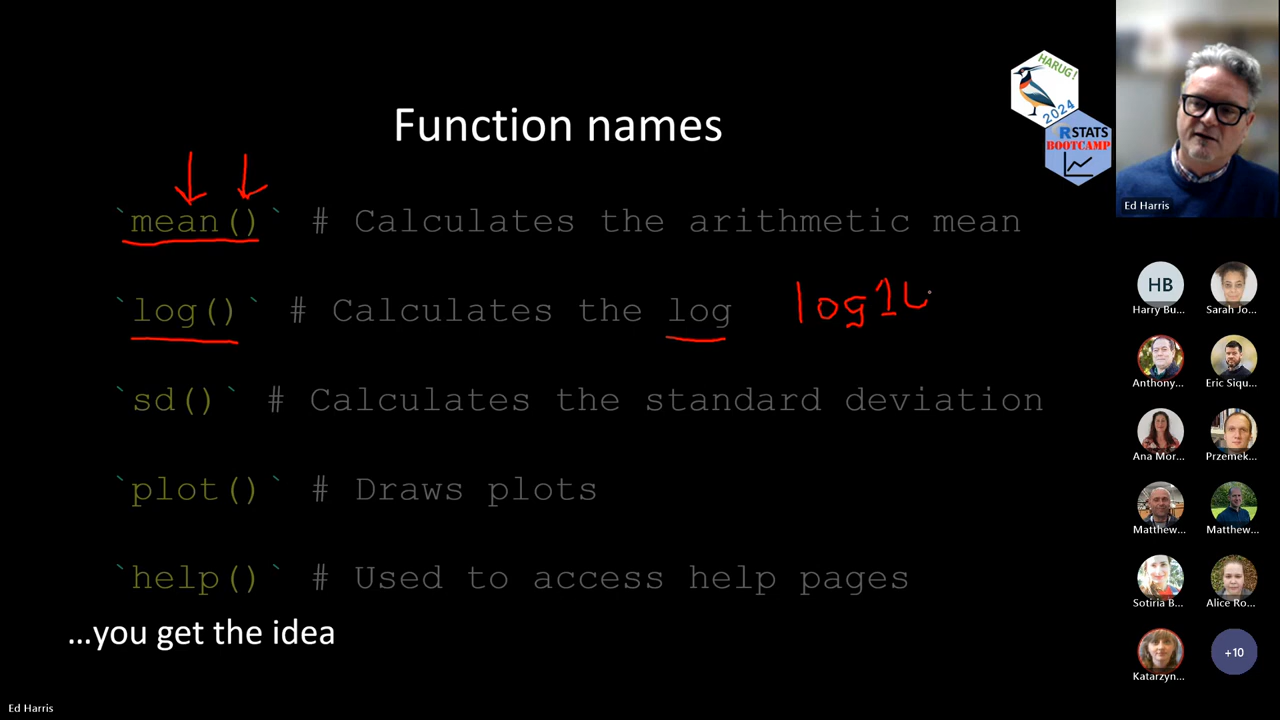 HARUG!
2024
RSTATS
BOOTCAMP
Function names
Ed Harris
`mean()` # Calculates the arithmetic mean
`log()` # Calculates the log
log1
HB
Harry Bu...
Sarah Jo...
Anthony...
Eric Siqu...
`sd()` # Calculates the standard deviation
Ana Mor...
Przemek...
`plot()` # Draws plots
Matthew...
Matthew...
`help()` # Used to access help pages
Sotiria B...
Alice Ro...
...you get the idea
+10
Katarzyn...
Ed Harris